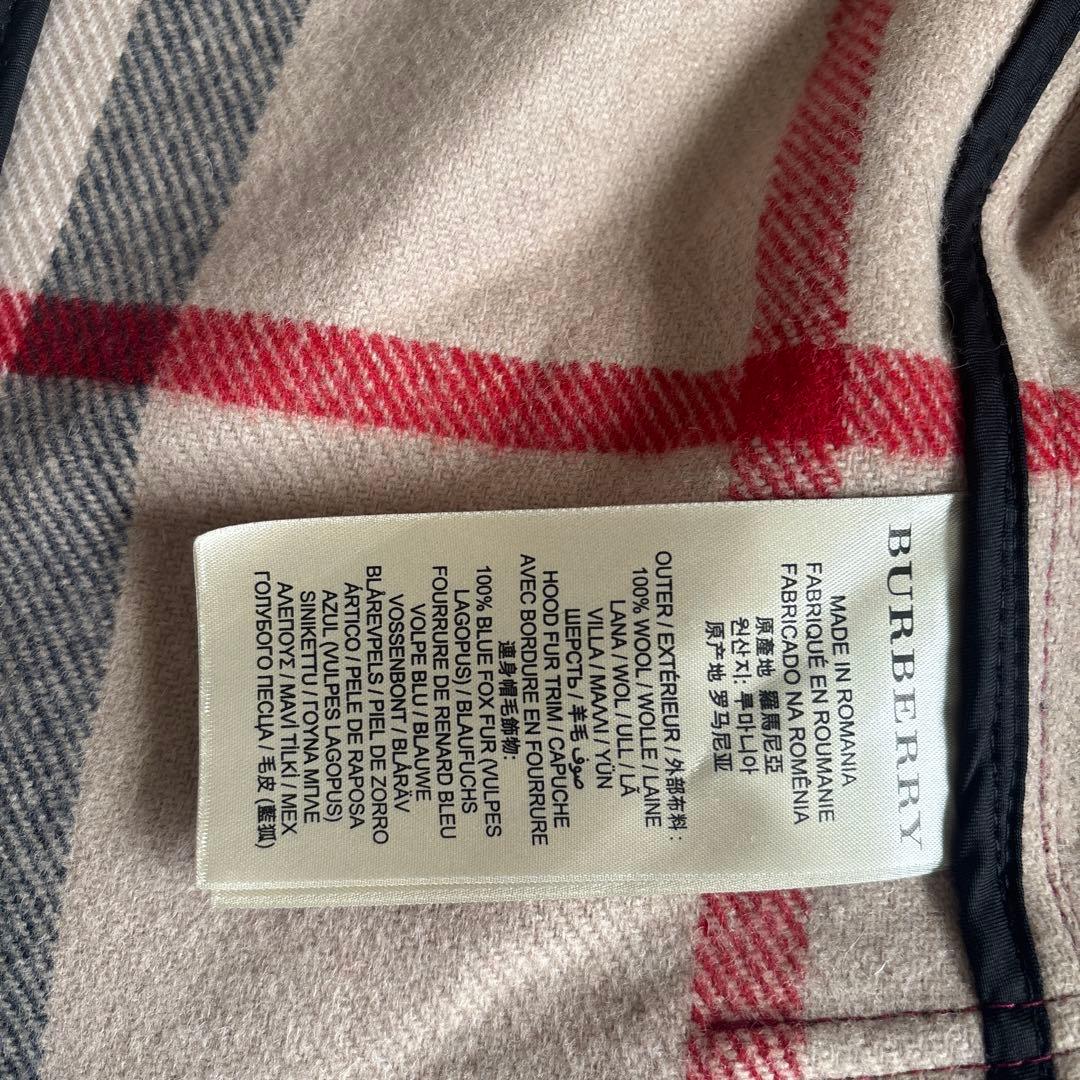 BURBERRY
MADE IN ROMANIA
FABRIQUÉ EN ROUMANIE
FABRICADO NA ROMÊNIA
原產地 羅馬尼亞
원산지: 루마니아
原产地 罗马尼亚
OUTER / EXTÉRIEUR / 外部布料 :
100% WOOL / WOLLE / LAINE
LANA / WOL / ULL / LÃ
VILLA / ΜΑΛΛΙ / YÜN
ШЕРСТЬ / 羊毛 / صوف
HOOD FUR TRIM / CAPUCHE
AVEC BORDURE EN FOURRURE
連身帽毛飾物:
100% BLUE FOX FUR (VULPES
LAGOPUS) / BLAUFUCHS
FOURRURE DE RENARD BLEU
VOLPE BLU / BLAUWE
VOSSENBONT / BLÅRÄV
BLÅREVPELS / PIEL DE ZORRO
ÁRTICO / PELE DE RAPOSA
AZUL (VULPES LAGOPUS)
SINIKETTU / ΓΟΥΝΑ ΜΠΛΕ
ΑΛΕΠΟΥΣ / MAVİ TİLKİ / МЕХ
ГОЛУБОГО ПЕСЦА / 毛皮 (藍狐)